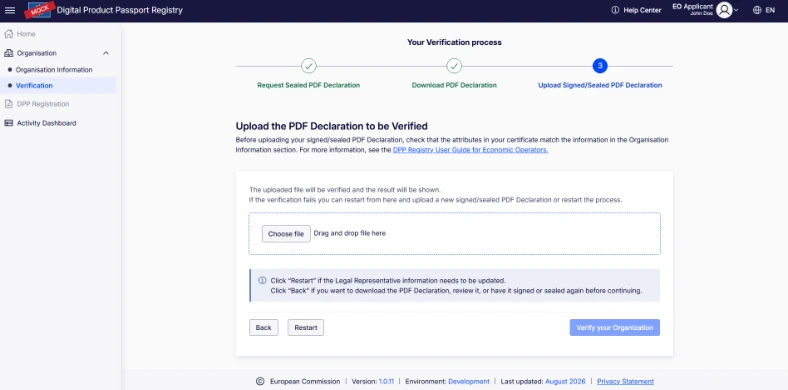 MOCK
Digital Product Passport Registry
Help Center
EO Applicant
John Doe
EN
Home
Organisation
Organisation Information
Verification
DPP Registration
Activity Dashboard
Your Verification process
3
Request Sealed PDF Declaration
Download PDF Declaration
Upload Signed/Sealed PDF Declaration
Upload the PDF Declaration to be Verified
Before uploading your signed/sealed PDF Declaration, check that the attributes in your certificate match the information in the Organisation
Information section. For more information, see the DPP Registry User Guide for Economic Operators.
The uploaded file will be verified and the result will be shown.
If the verification fails you can restart from here and upload a new signed/sealed PDF Declaration or restart the process.
Choose file
Drag and drop file here
Click "Restart" if the Legal Representative information needs to be updated.
Click "Back" if you want to download the PDF Declaration, review it, or have it signed or sealed again before continuing.
Back
Restart
Verify your Organization
© European Commission | Version: 1.0.11 | Environment: Development | Last updated: August 2026 | Privacy Statement